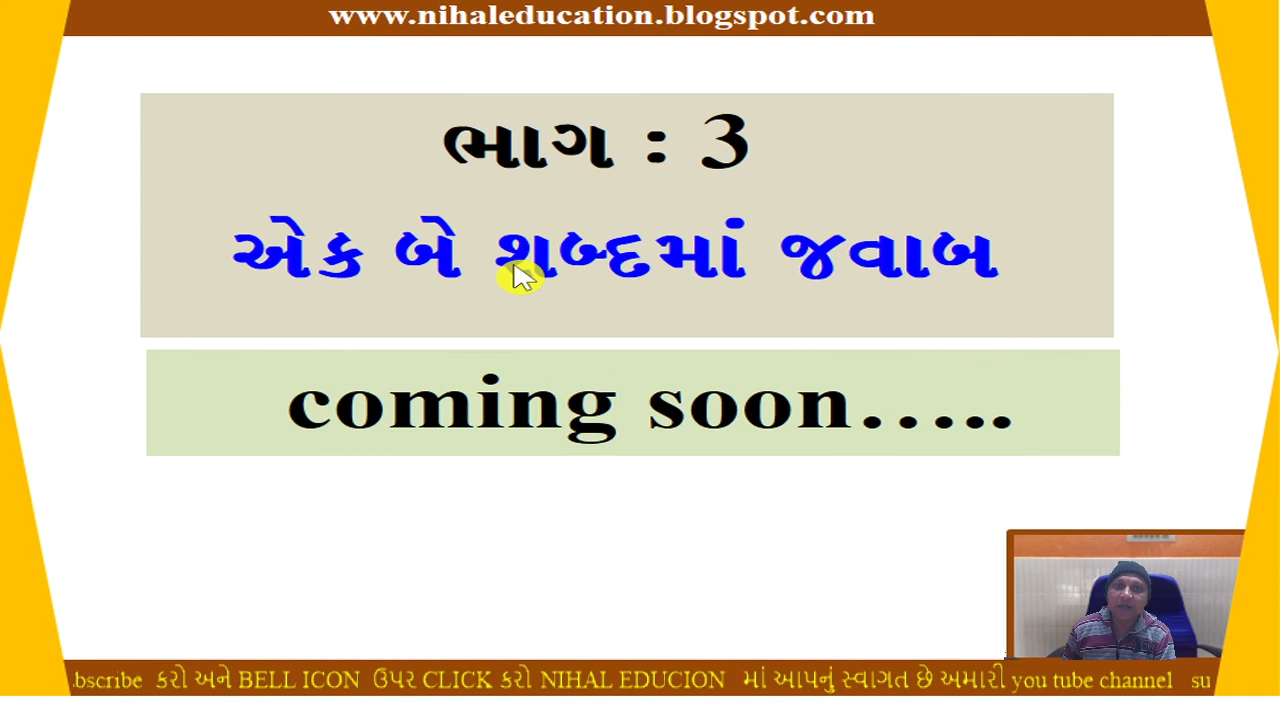 www.nihaleducation.blogspot.com
ભાગ : 3
એક બે શબ્દમાં જવાબ
coming soon…..
.bscribe કરો અને BELL ICON ઉપર CLICK કરો NIHAL EDUCION માં આપનું સ્વાગત છે અમારી you tube channel su